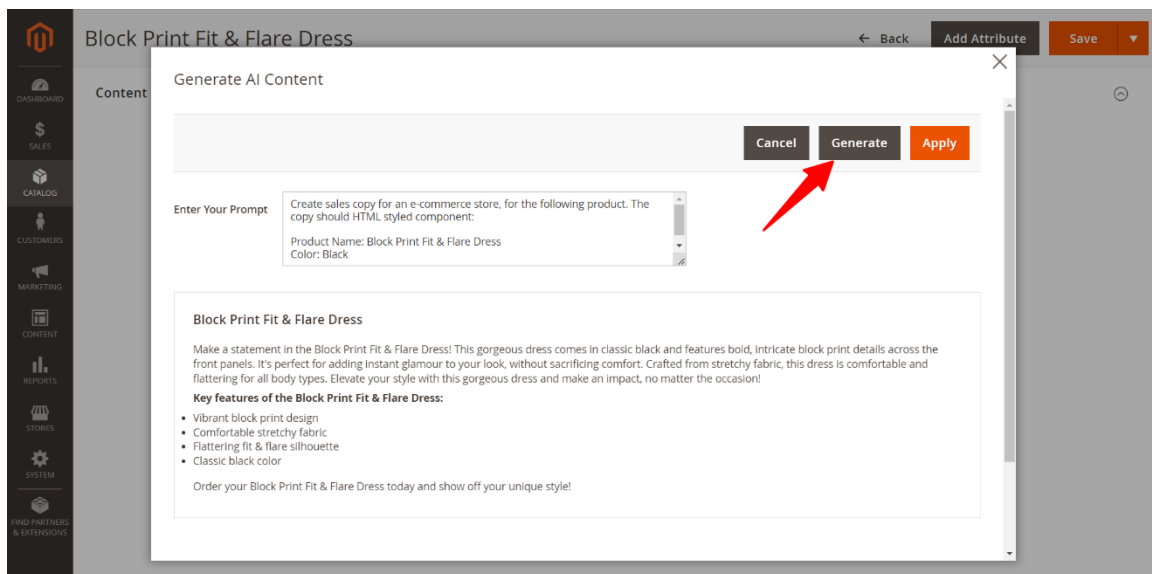 Block Print Fit & Flare Dress
← Back
Add Attribute
Save
DASHBOARD
SALES
CATALOG
CUSTOMERS
MARKETING
CONTENT
REPORTS
STORES
SYSTEM
FIND PARTNERS
& EXTENSIONS
Content
Generate AI Content
Cancel
Generate
Apply
Enter Your Prompt
Create sales copy for an e-commerce store, for the following product. The
copy should HTML styled component:
Product Name: Block Print Fit & Flare Dress
Color: Black
Block Print Fit & Flare Dress
Make a statement in the Block Print Fit & Flare Dress! This gorgeous dress comes in classic black and features bold, intricate block print details across the
front panels. It's perfect for adding instant glamour to your look, without sacrificing comfort. Crafted from stretchy fabric, this dress is comfortable and
flattering for all body types. Elevate your style with this gorgeous dress and make an impact, no matter the occasion!
Key features of the Block Print Fit & Flare Dress:
• Vibrant block print design
• Comfortable stretchy fabric
• Flattering fit & flare silhouette
• Classic black color
Order your Block Print Fit & Flare Dress today and show off your unique style!